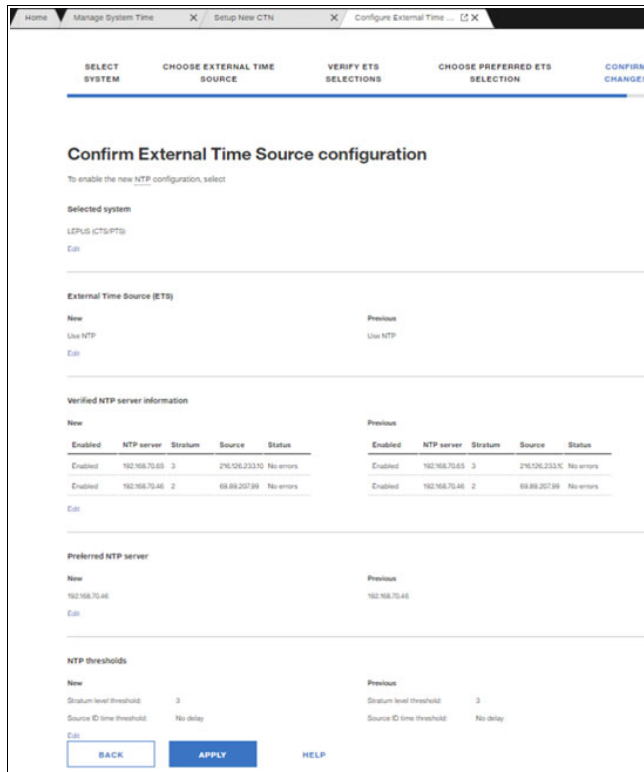 Home Manage System Time X Setup New CTN X Configure External Time ... X
SELECT SYSTEM CHOOSE EXTERNAL TIME SOURCE VERIFY ETS SELECTIONS CHOOSE PREFERRED ETS SELECTION CONFIRM CHANGES
Confirm External Time Source configuration
To enable the new NTP configuration, select
Selected system
LEPUS (CTS/PTS)
Edit
External Time Source (ETS)
New Previous
Use NTP Use NTP
Edit
Verified NTP server information
New Previous
Enabled NTP server Stratum Source Status Enabled NTP server Stratum Source Status
Enabled 192.168.70.65 3 216.126.233.10 No errors Enabled 192.168.70.65 3 216.126.233.1 No errors
Enabled 192.168.70.46 2 69.89.207.99 No errors Enabled 192.168.70.46 2 69.89.207.99 No errors
Edit
Preferred NTP server
New Previous
192.168.70.46 192.168.70.46
Edit
NTP thresholds
New Previous
Stratum level threshold: 3 Stratum level threshold: 3
Source ID time threshold: No delay Source ID time threshold: No delay
Edit
BACK APPLY HELP